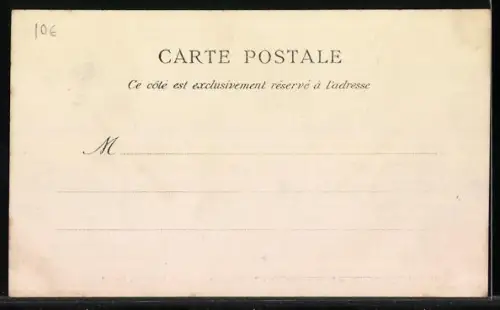 10€
CARTE POSTALE
Ce côté est exclusivement réservé à l'adresse
M